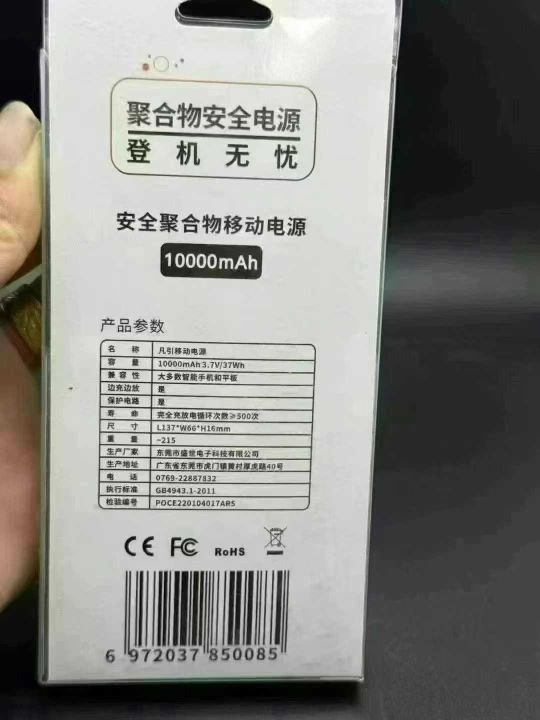 聚合物安全电源
登机无忧
安全聚合物移动电源
10000mAh
产品参数
名 称 凡引移动电源
容 量 10000mAh 3.7V/37Wh
兼 容 性 大多数智能手机和平板
边充边放 是
保护电路 是
寿 命 完全充放电循环次数≥500次
尺 寸 L137*W66*H16mm
重 量 ~215
生产厂家 东莞市盛世电子科技有限公司
生产地址 广东省东莞市虎门镇黄村厚虎路40号
电 话 0769-22887832
执行标准 GB4943.1-2011
检验编号 POCE220104017ARS
CE FC RoHS
6 972037 850085